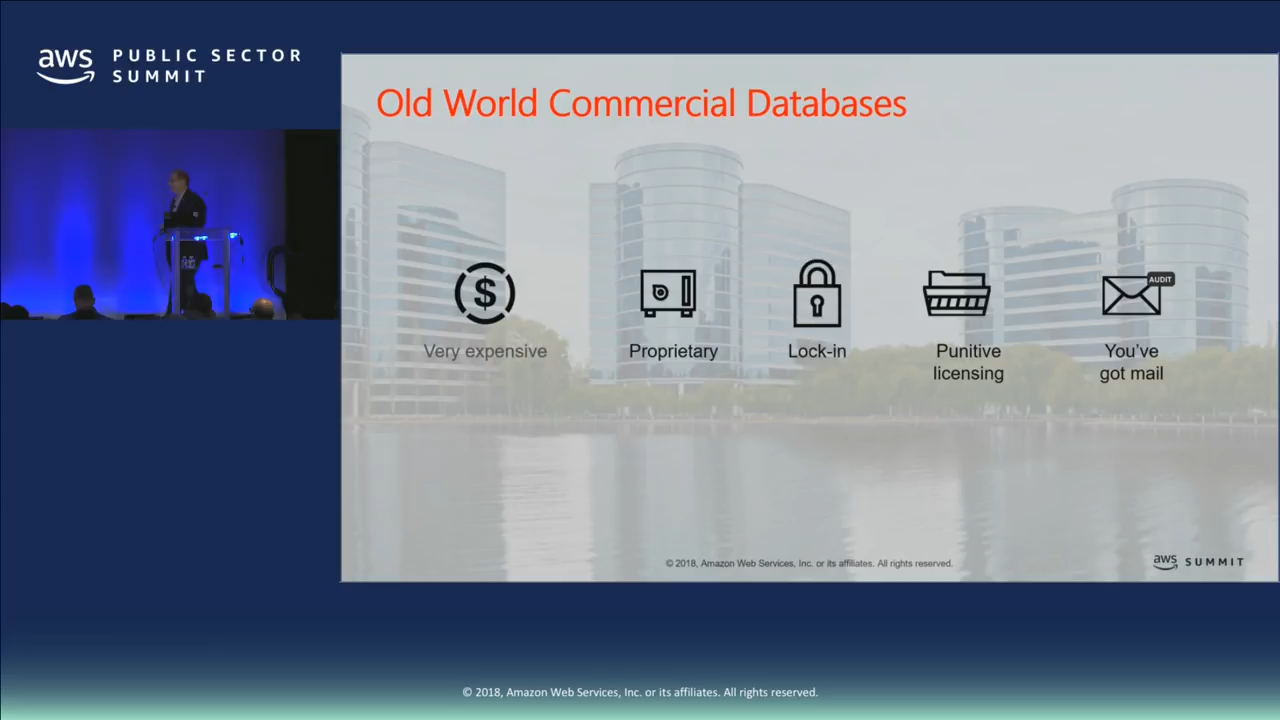 aws
PUBLIC SECTOR
SUMMIT
Old World Commercial Databases
$
Very expensive
Proprietary
Lock-in
Punitive
licensing
AUDIT
You've
got mail
© 2018, Amazon Web Services, Inc. or its affiliates. All rights reserved.
aws SUMMIT
© 2018, Amazon Web Services, Inc. or its affiliates. All rights reserved.